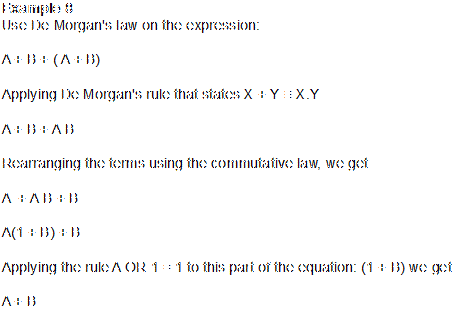 Example 9
Use De Morgan's law on the expression:
A + B + ( A + B)
Applying De Morgan's rule that states X + Y = X.Y
A + B + A B
Rearranging the terms using the commutative law, we get
A + A B + B
A(1 + B) + B
Applying the rule A OR 1 = 1 to this part of the equation: (1 + B) we get
A + B